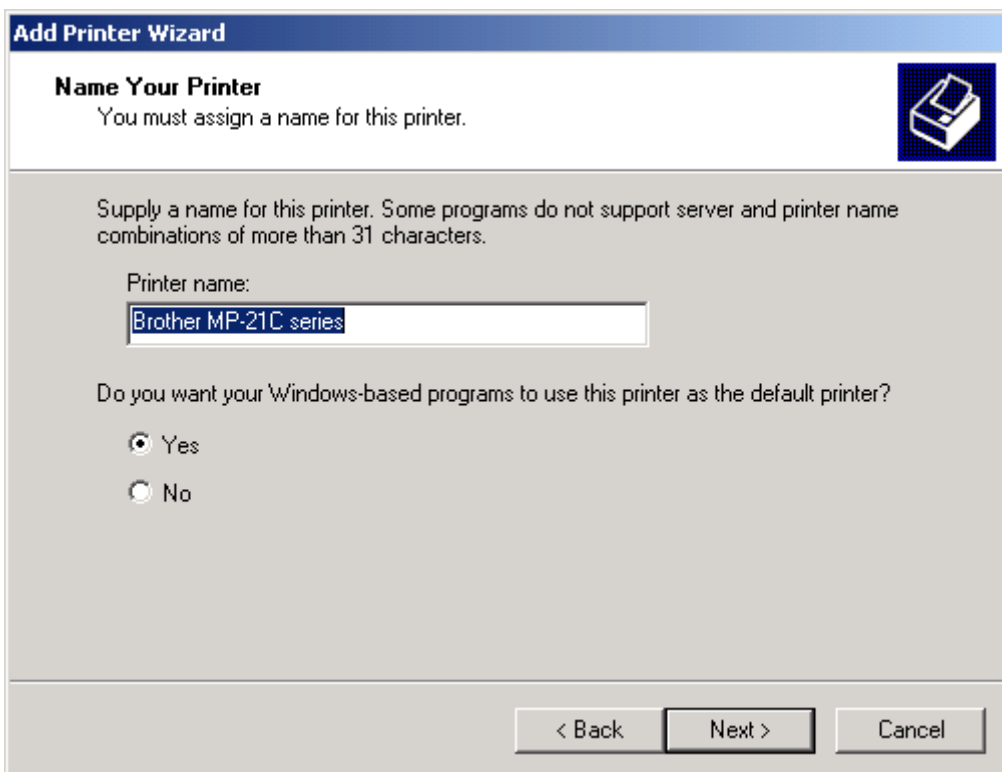 Add Printer Wizard
Name Your Printer
You must assign a name for this printer.
Supply a name for this printer. Some programs do not support server and printer name
combinations of more than 31 characters.
Printer name:
Brother MP-21C series
Do you want your Windows-based programs to use this printer as the default printer?
Yes
No
< Back Next > Cancel